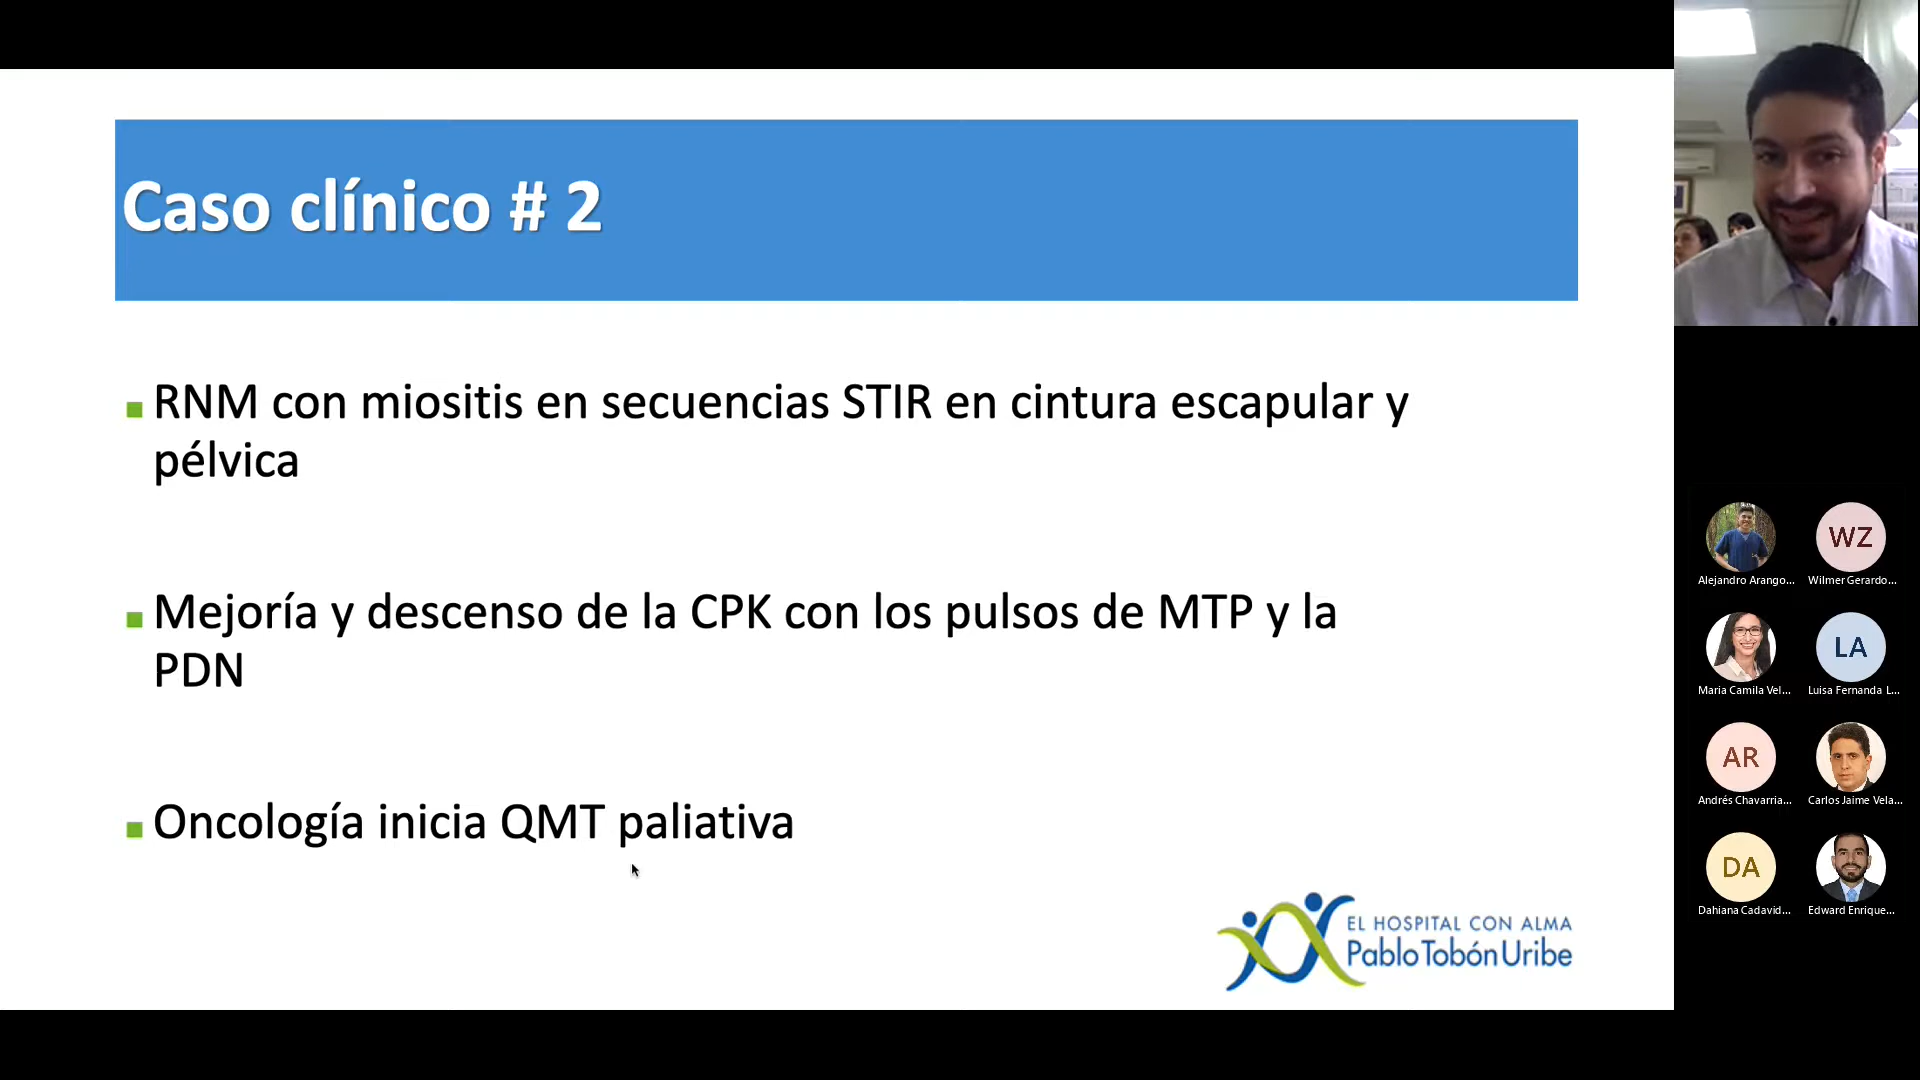 Caso clínico # 2
RNM con miositis en secuencias STIR en cintura escapular y
pélvica
Mejoría y descenso de la CPK con los pulsos de MTP y la
PDN
Oncología inicia QMT paliativa
EL HOSPITAL CON ALMA
Pablo Tobón Uribe
WZ
Alejandro Arango...
Wilmer Gerardo...
LA
Maria Camila Vel...
Luisa Fernanda L...
AR
Andrés Chavarria...
Carlos Jaime Vela...
DA
Dahiana Cadavid...
Edward Enrique...